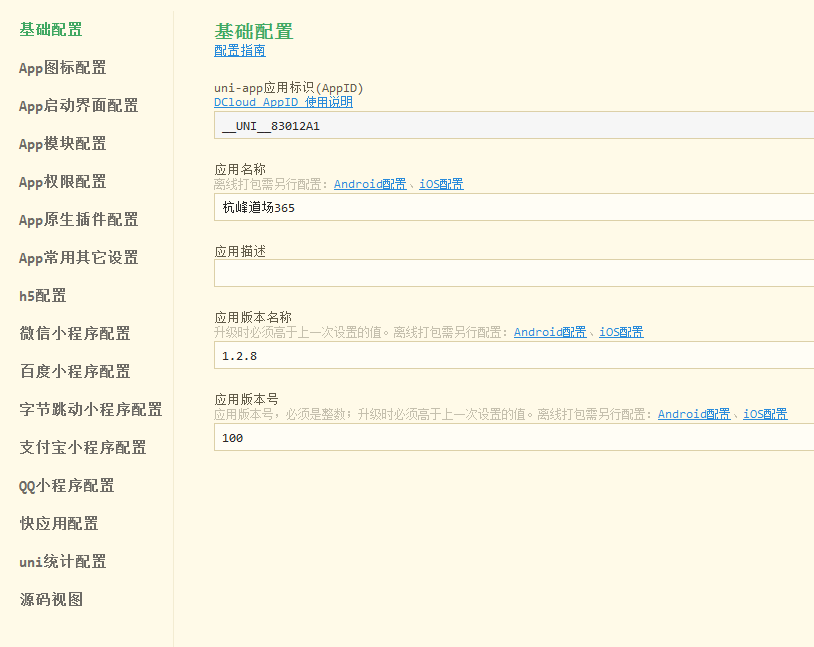 基础配置
App图标配置
App启动界面配置
App模块配置
App权限配置
App原生插件配置
App常用其它设置
h5配置
微信小程序配置
百度小程序配置
字节跳动小程序配置
支付宝小程序配置
QQ小程序配置
快应用配置
uni统计配置
源码视图
基础配置
配置指南
uni-app应用标识(AppID)
DCloud AppID 使用说明
__UNI__83012A1
应用名称
离线打包需另行配置：Android配置、iOS配置
杭峰道场365
应用描述
应用版本名称
升级时必须高于上一次设置的值。离线打包需另行配置：Android配置、iOS配置
1.2.8
应用版本号
应用版本号，必须是整数；升级时必须高于上一次设置的值。离线打包需另行配置：Android配置、iOS配置
100